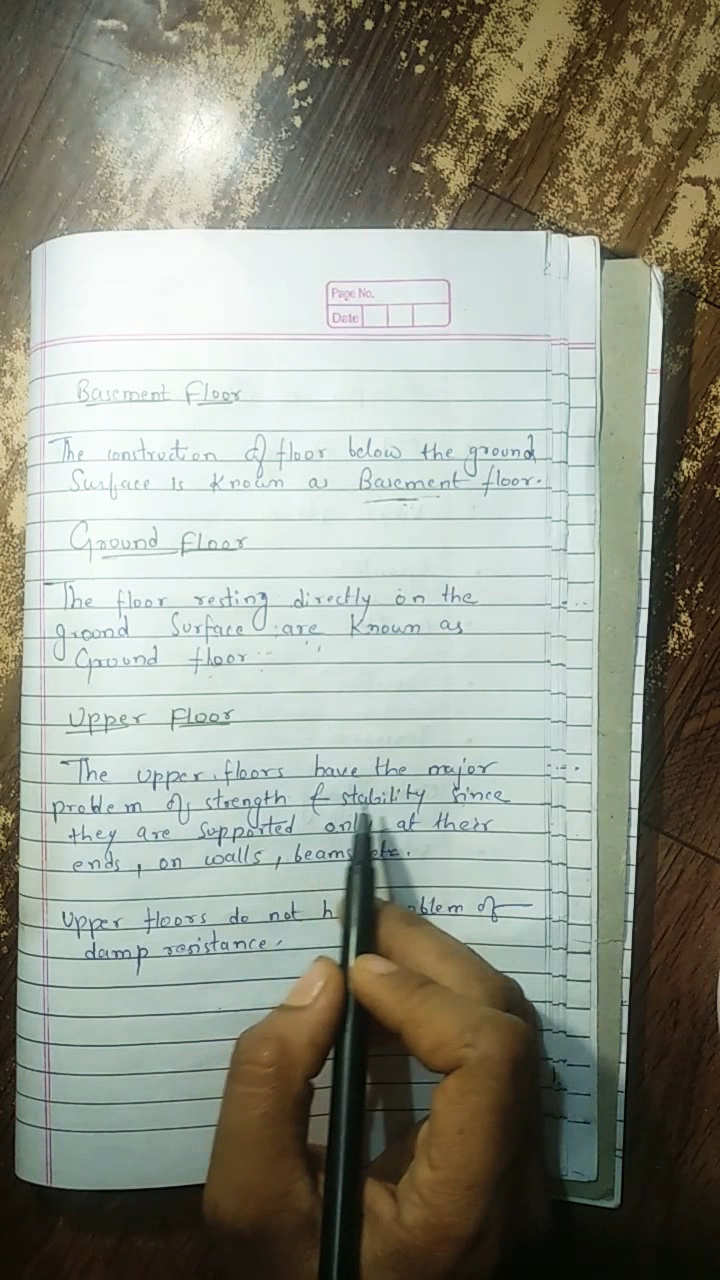 Page No.
Date
Basement Floor
The construction of floor below the ground
Surface is Known as Basement floor.
Ground Floor
The floor resting directly on the
ground Surface are Known as
Ground floor
Upper Floor
The upper floors have the major
problem of strength & stability Since
they are Supported at their
ends, on walls, beams etc.
Upper floors do not of
damp resistance.